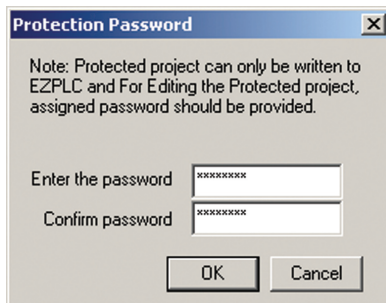 Protection Password
Note: Protected project can only be written to
EZPLC and For Editing the Protected project,
assigned password should be provided.
Enter the password ********
Confirm password ********
OK Cancel